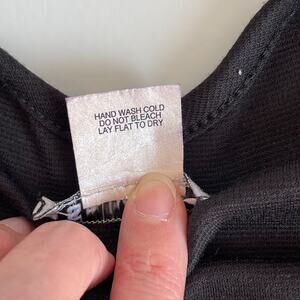 HAND WASH COLD
DO NOT BLEACH
LAY FLAT TO DRY